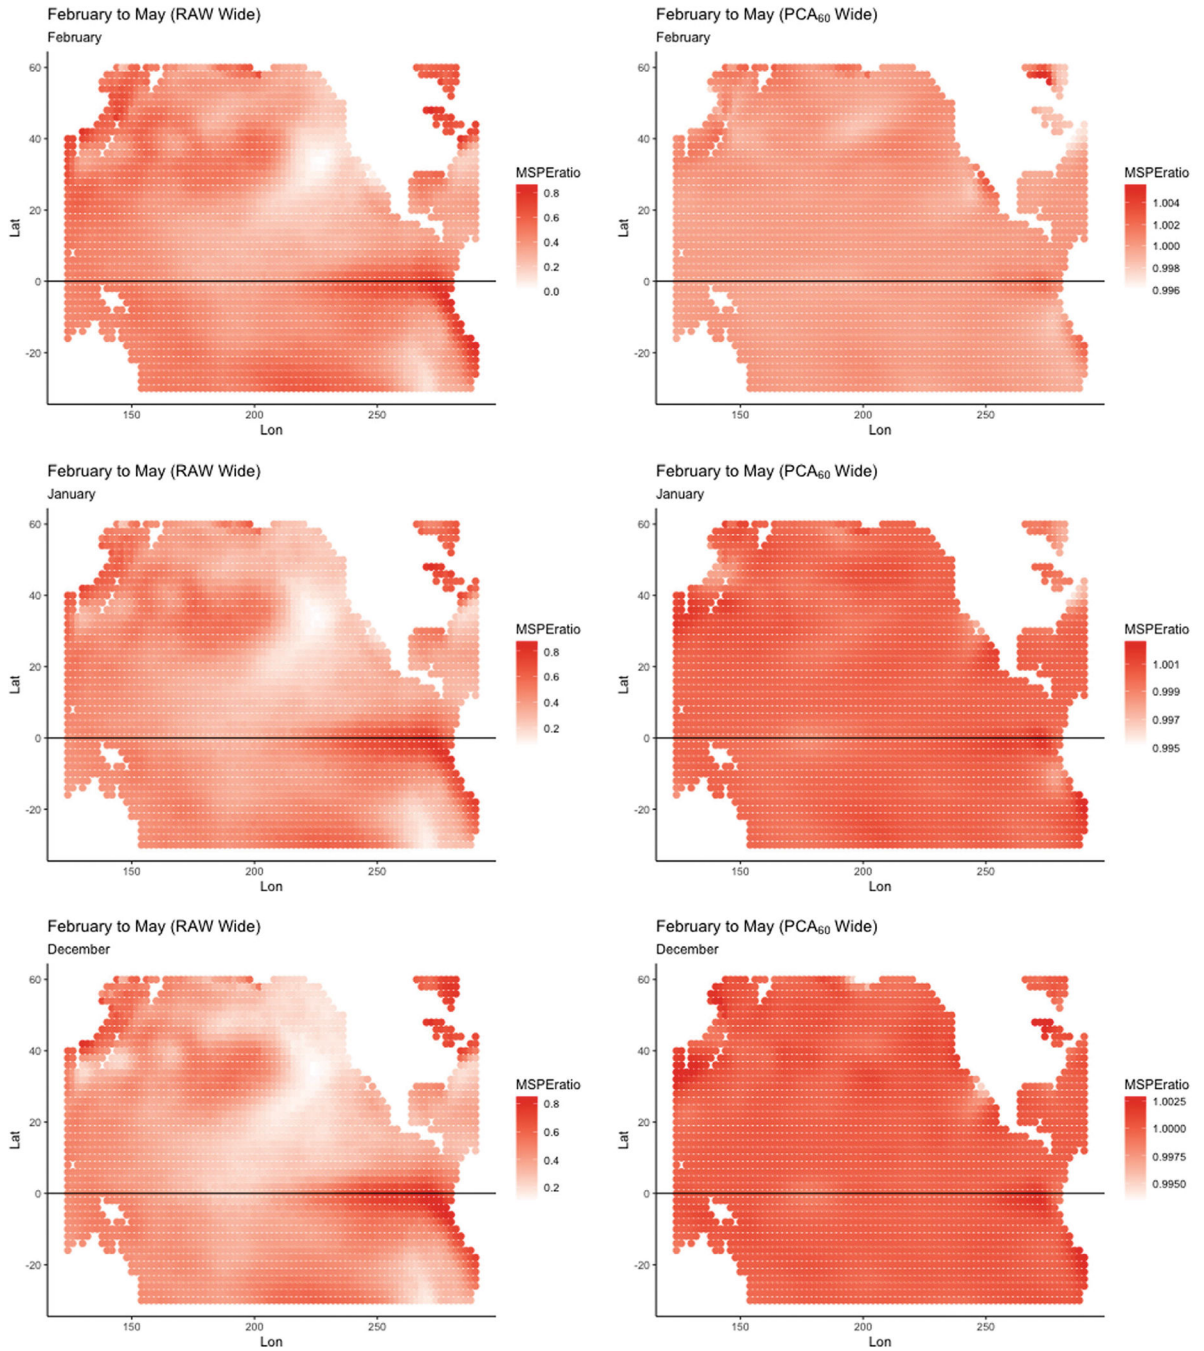 February to May (RAW Wide)
February
60
40
20
0
-20
Lat
150
200
250
Lon
MSPEratio
0.8
0.6
0.4
0.2
0.0
February to May (PCA₆₀ Wide)
February
60
40
20
0
-20
Lat
150
200
250
Lon
MSPEratio
1.004
1.002
1.000
0.998
0.996
February to May (RAW Wide)
January
60
40
20
0
-20
Lat
150
200
250
Lon
MSPEratio
0.8
0.6
0.4
0.2
February to May (PCA₆₀ Wide)
January
60
40
20
0
-20
Lat
150
200
250
Lon
MSPEratio
1.001
0.999
0.997
0.995
February to May (RAW Wide)
December
60
40
20
0
-20
Lat
150
200
250
Lon
MSPEratio
0.8
0.6
0.4
0.2
February to May (PCA₆₀ Wide)
December
60
40
20
0
-20
Lat
150
200
250
Lon
MSPEratio
1.0025
1.0000
0.9975
0.9950